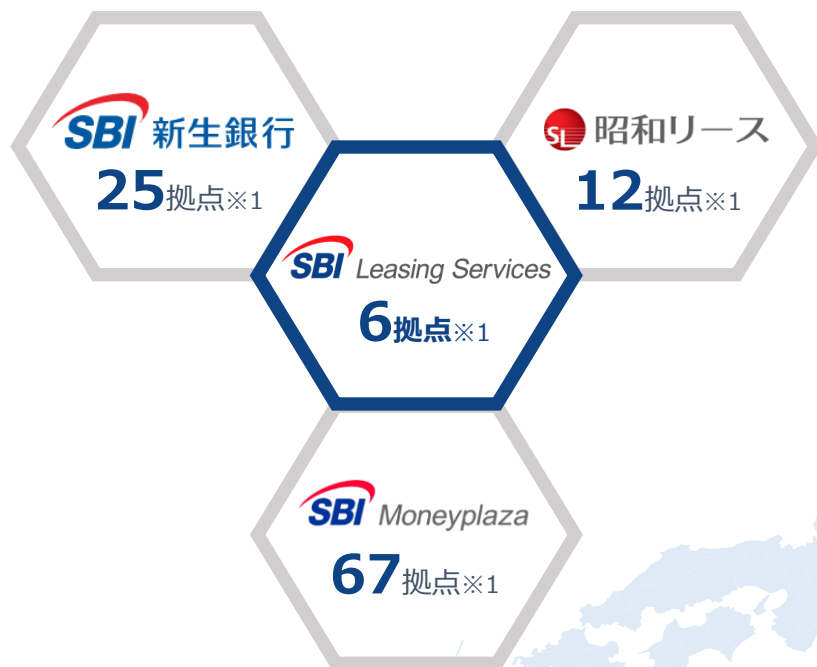 SBI 新生銀行
25拠点※1
SL 昭和リース
12拠点※1
SBI Leasing Services
6拠点※1
SBI Moneyplaza
67拠点※1